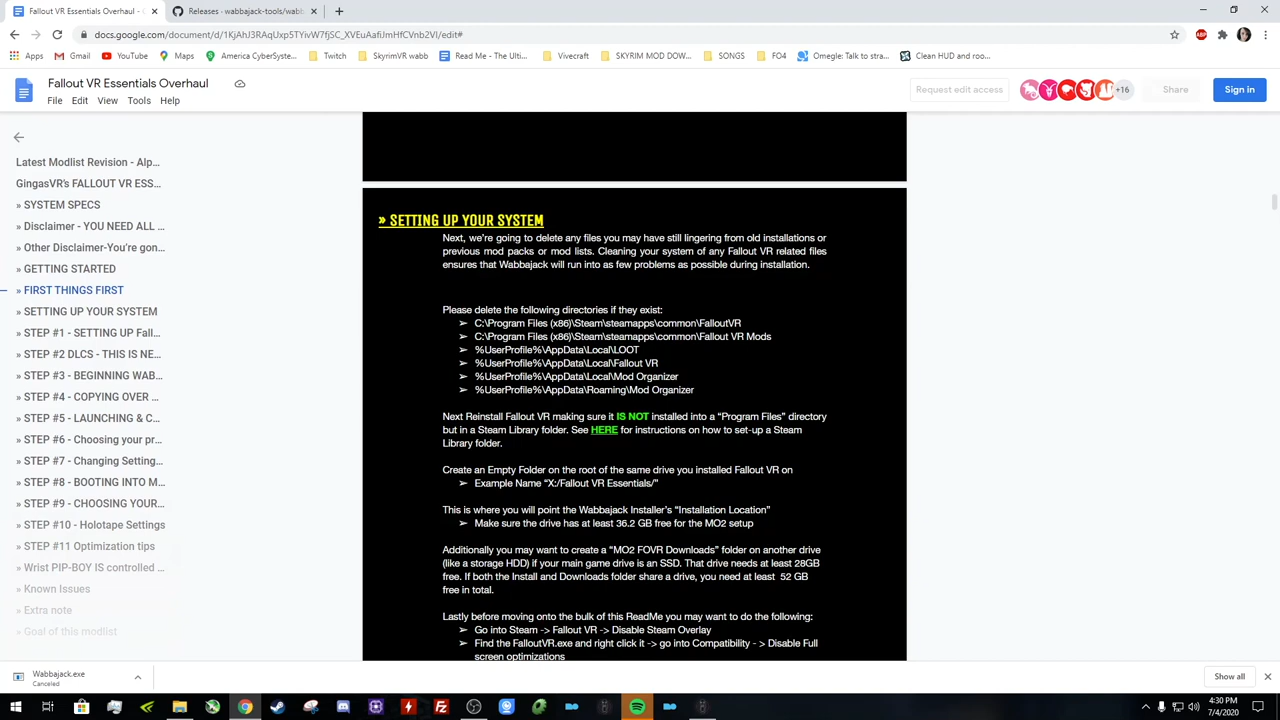 Fallout VR Essentials Overhaul - G
Releases · wabbajack-tools/wabb
docs.google.com/document/d/1KjAhJ3RAqUxp5TYivW7fjSC_XVEuAafiJmHfCVnb2VI/edit#
Apps
Gmail
YouTube
Maps
America CyberSyste...
Twitch
SkyrimVR wabb
Read Me - The Ulti...
Vivecraft
SKYRIM MOD DOW...
SONGS
FO4
Omegle: Talk to stra...
Clean HUD and roo...
Fallout VR Essentials Overhaul
File Edit View Tools Help
Request edit access
+16
Share
Sign in
Latest Modlist Revision - Alp...
GingasVR's FALLOUT VR ESS...
» SYSTEM SPECS
» Disclaimer - YOU NEED ALL ...
» Other Disclaimer-You're gon...
» GETTING STARTED
» FIRST THINGS FIRST
» SETTING UP YOUR SYSTEM
» STEP #1 - SETTING UP Fall...
» STEP #2 DLCS - THIS IS NE...
» STEP #3 - BEGINNING WAB...
» STEP #4 - COPYING OVER ...
» STEP #5 - LAUNCHING & C...
» STEP #6 - Choosing your pr...
» STEP #7 - Changing Setting...
» STEP #8 - BOOTING INTO M...
» STEP #9 - CHOOSING YOUR...
» STEP #10 - Holotape Settings
» STEP #11 Optimization tips
» Wrist PIP-BOY IS controlled ...
» Known Issues
» Extra note
» Goal of this modlist
» SETTING UP YOUR SYSTEM
Next, we're going to delete any files you may have still lingering from old installations or
previous mod packs or mod lists. Cleaning your system of any Fallout VR related files
ensures that Wabbajack will run into as few problems as possible during installation.
Please delete the following directories if they exist:
➢ C:\Program Files (x86)\Steam\steamapps\common\FalloutVR
➢ C:\Program Files (x86)\Steam\steamapps\common\Fallout VR Mods
➢ %UserProfile%\AppData\Local\LOOT
➢ %UserProfile%\AppData\Local\Fallout VR
➢ %UserProfile%\AppData\Local\Mod Organizer
➢ %UserProfile%\AppData\Roaming\Mod Organizer
Next Reinstall Fallout VR making sure it IS NOT installed into a “Program Files” directory
but in a Steam Library folder. See HERE for instructions on how to set-up a Steam
Library folder.
Create an Empty Folder on the root of the same drive you installed Fallout VR on
➢ Example Name “X:/Fallout VR Essentials/”
This is where you will point the Wabbajack Installer's “Installation Location”
➢ Make sure the drive has at least 36.2 GB free for the MO2 setup
Additionally you may want to create a “MO2 FOVR Downloads” folder on another drive
(like a storage HDD) if your main game drive is an SSD. That drive needs at least 28GB
free. If both the Install and Downloads folder share a drive, you need at least 52 GB
free in total.
Lastly before moving onto the bulk of this ReadMe you may want to do the following:
➢ Go into Steam -> Fallout VR -> Disable Steam Overlay
➢ Find the FalloutVR.exe and right click it -> go into Compatibility - > Disable Full
screen optimizations
Wabbajack.exe
Canceled
Show all
4:30 PM
7/4/2020